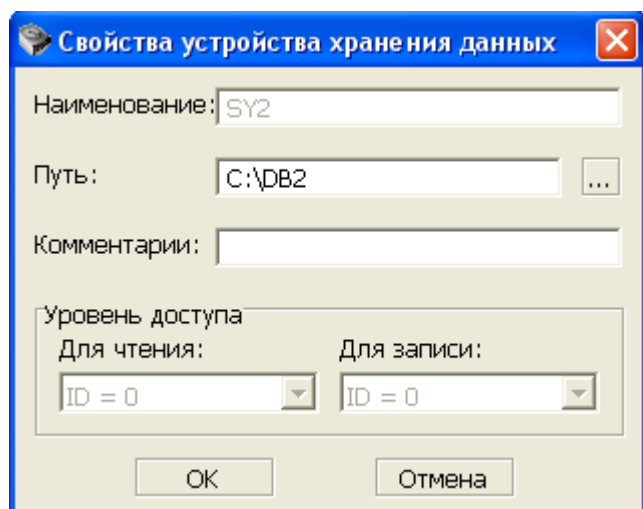 Свойства устройства хранения данных
Наименование: SY2
Путь: C:\DB2 ...
Комментарии:
Уровень доступа
Для чтения: Для записи:
ID = 0 ID = 0
OK Отмена